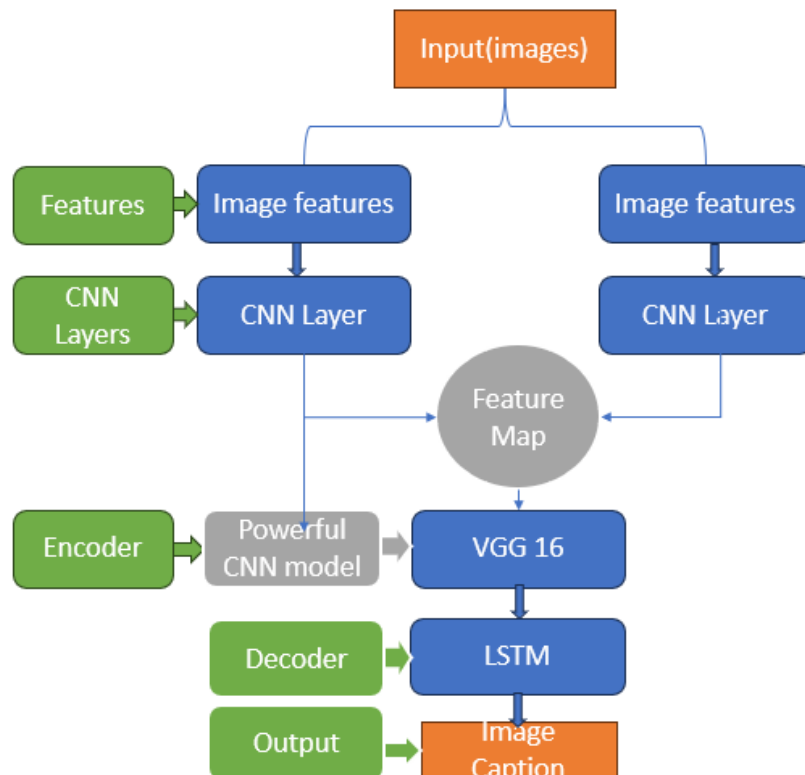 Input(images)
Features
Image features
Image features
CNN
Layers
CNN Layer
CNN Layer
Feature
Map
Encoder
Powerful
CNN model
VGG 16
Decoder
LSTM
Output
Image
Caption